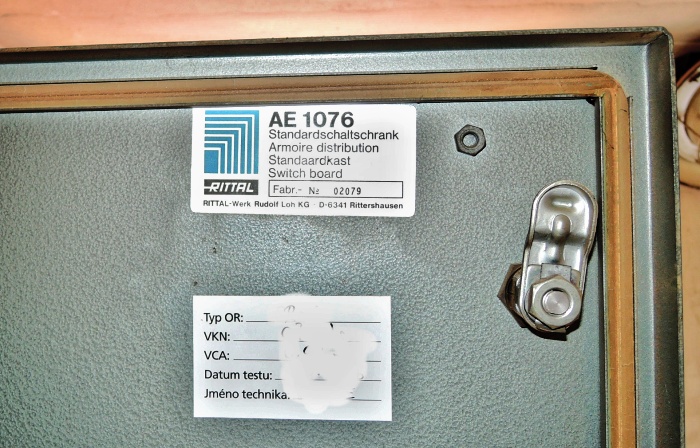 AE 1076
Standardschaltschrank
Armoire distribution
Standaardkast
Switch board
RITTAL
Fabr.- № 02079
RITTAL-Werk Rudolf Loh KG · D-6341 Rittershausen
Typ OR:
VKN:
VCA:
Datum testu:
Jméno technika: